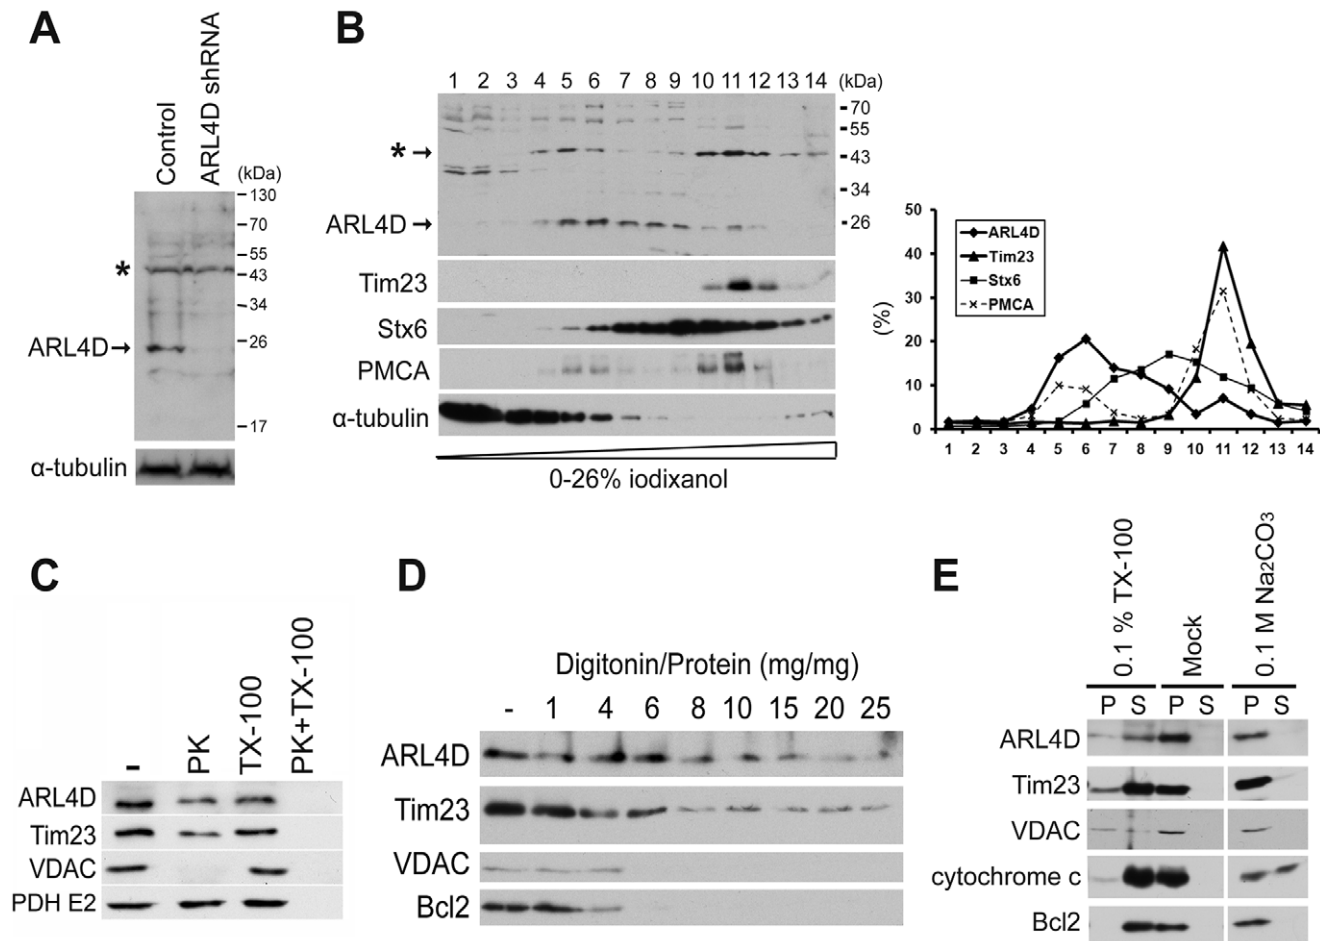 A
Control
ARL4D shRNA
(kDa)
130
70
55
*
43
34
ARL4D
26
17
α-tubulin
B
1 2 3 4 5 6 7 8 9 10 11 12 13 14 (kDa)
70
55
*
43
34
ARL4D
26
Tim23
Stx6
PMCA
α-tubulin
0-26% iodixanol
50
40
30
20
10
0
(%)
ARL4D
Tim23
Stx6
PMCA
1 2 3 4 5 6 7 8 9 10 11 12 13 14
C
-
PK
TX-100
PK+TX-100
ARL4D
Tim23
VDAC
PDH E2
D
Digitonin/Protein (mg/mg)
- 1 4 6 8 10 15 20 25
ARL4D
Tim23
VDAC
Bcl2
E
0.1 % TX-100
Mock
0.1 M Na2CO3
P S P S P S
ARL4D
Tim23
VDAC
cytochrome c
Bcl2